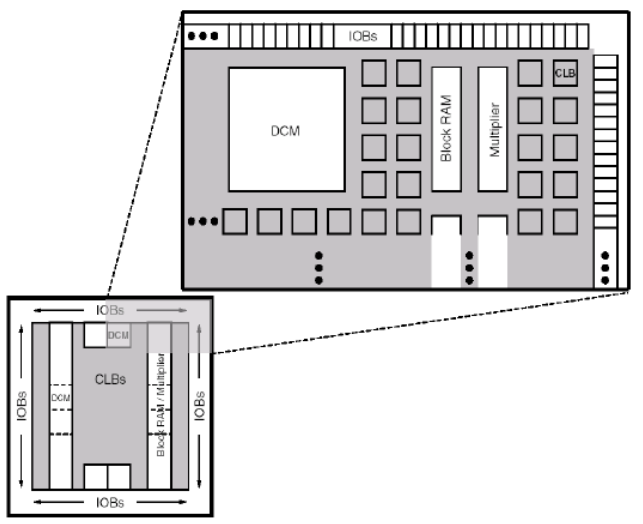 IOBs
CLB
DCM
Block RAM
Multiplier
IOBs
DCM
CLBs
DCM
Block RAM / Multiplier
IOBs
IOBs
IOBs